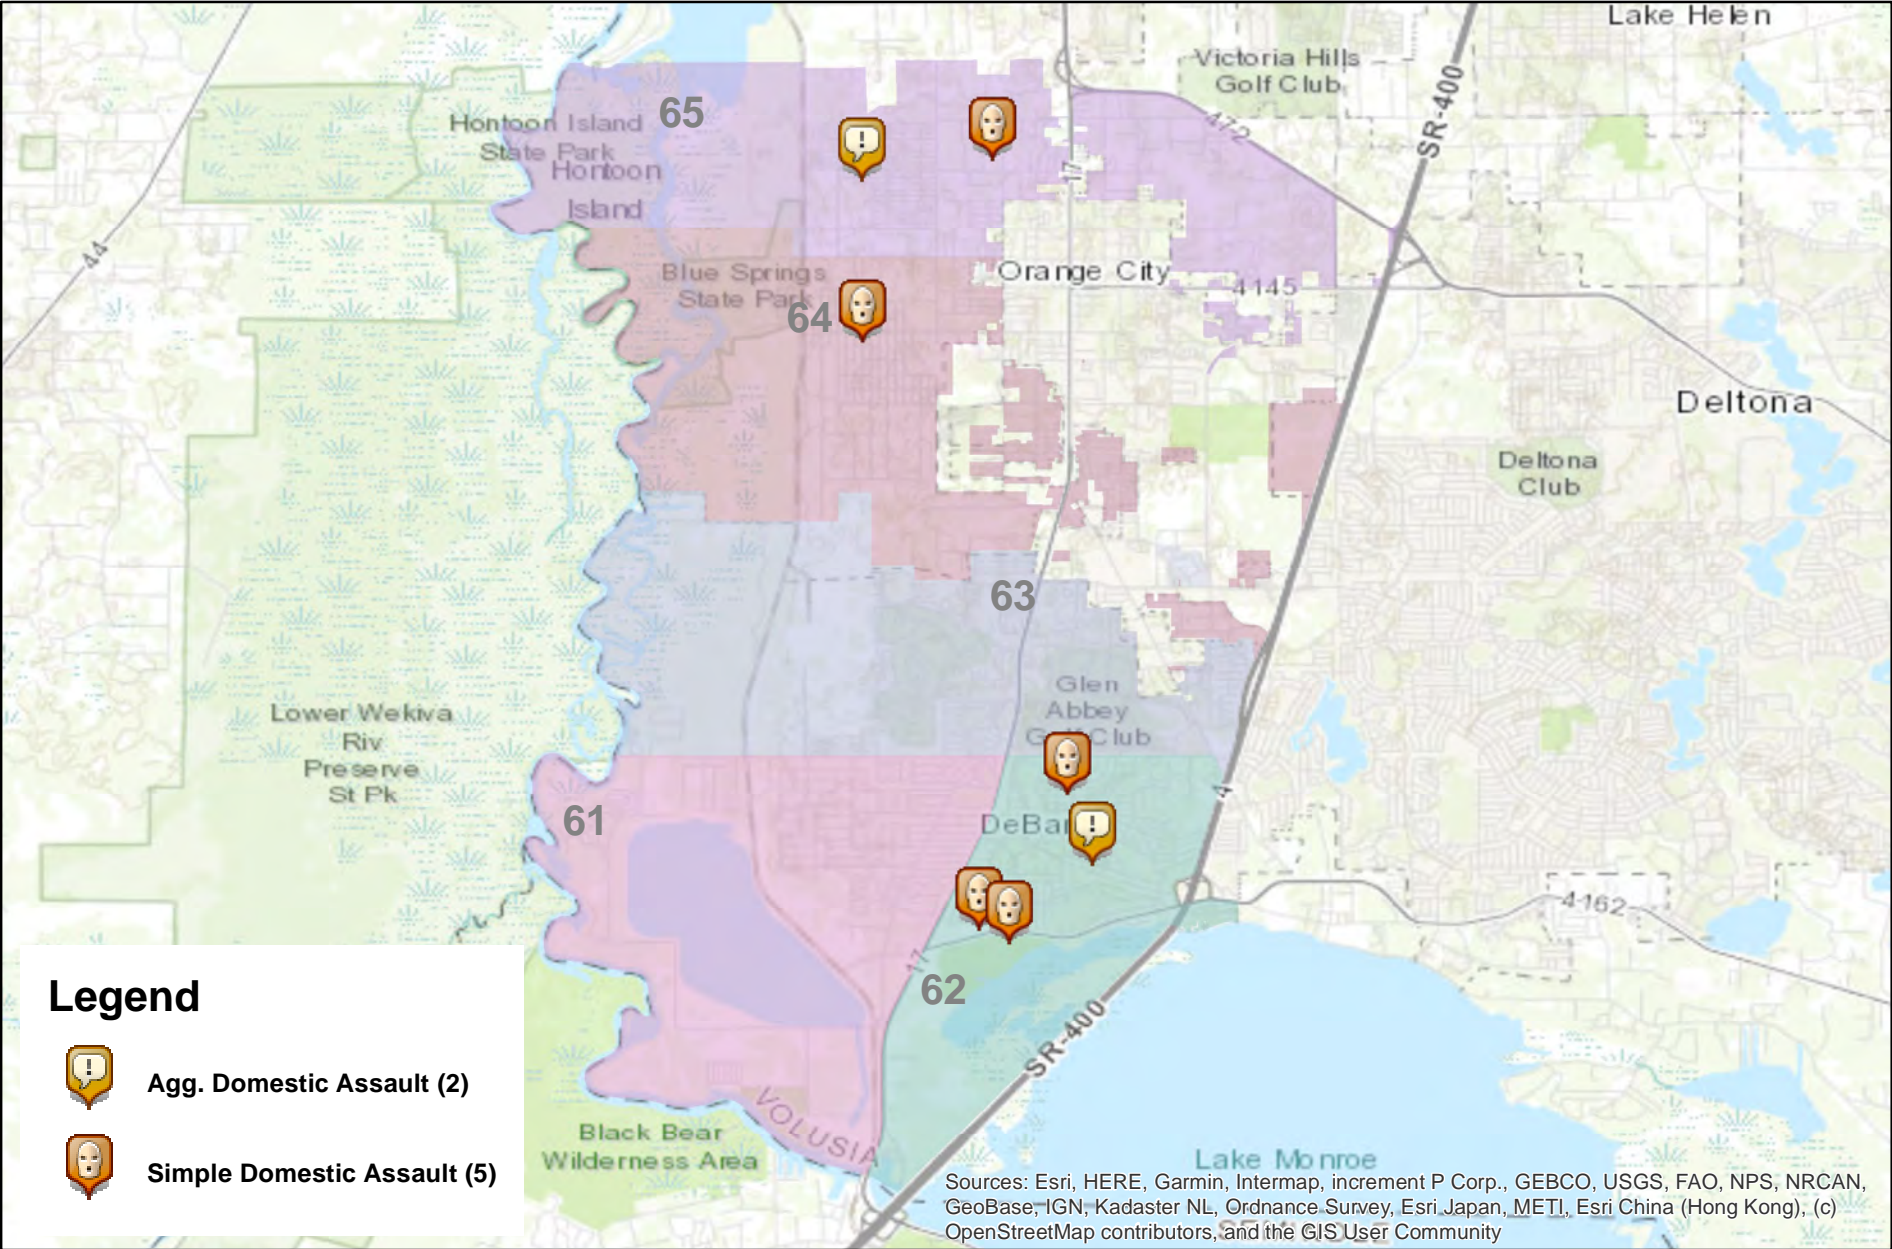 Lake Helen
Victoria Hills
Golf Club
SR-400
472
65
Hontoon Island
State Park
Hontoon
Island
17
44
Orange City
4145
Blue Springs
State Park
64
Deltona
Deltona
Club
63
Glen
Abbey
Club
Lower Wekiva
Riv
Preserve
St Pk
4
61
DeBar
4162
17
62
SR-400
VOLUSIA
Black Bear
Wilderness Area
Lake Monroe
Legend
Agg. Domestic Assault (2)
Simple Domestic Assault (5)
Sources: Esri, HERE, Garmin, Intermap, increment P Corp., GEBCO, USGS, FAO, NPS, NRCAN,
GeoBase, IGN, Kadaster NL, Ordnance Survey, Esri Japan, METI, Esri China (Hong Kong), (c)
OpenStreetMap contributors, and the GIS User Community